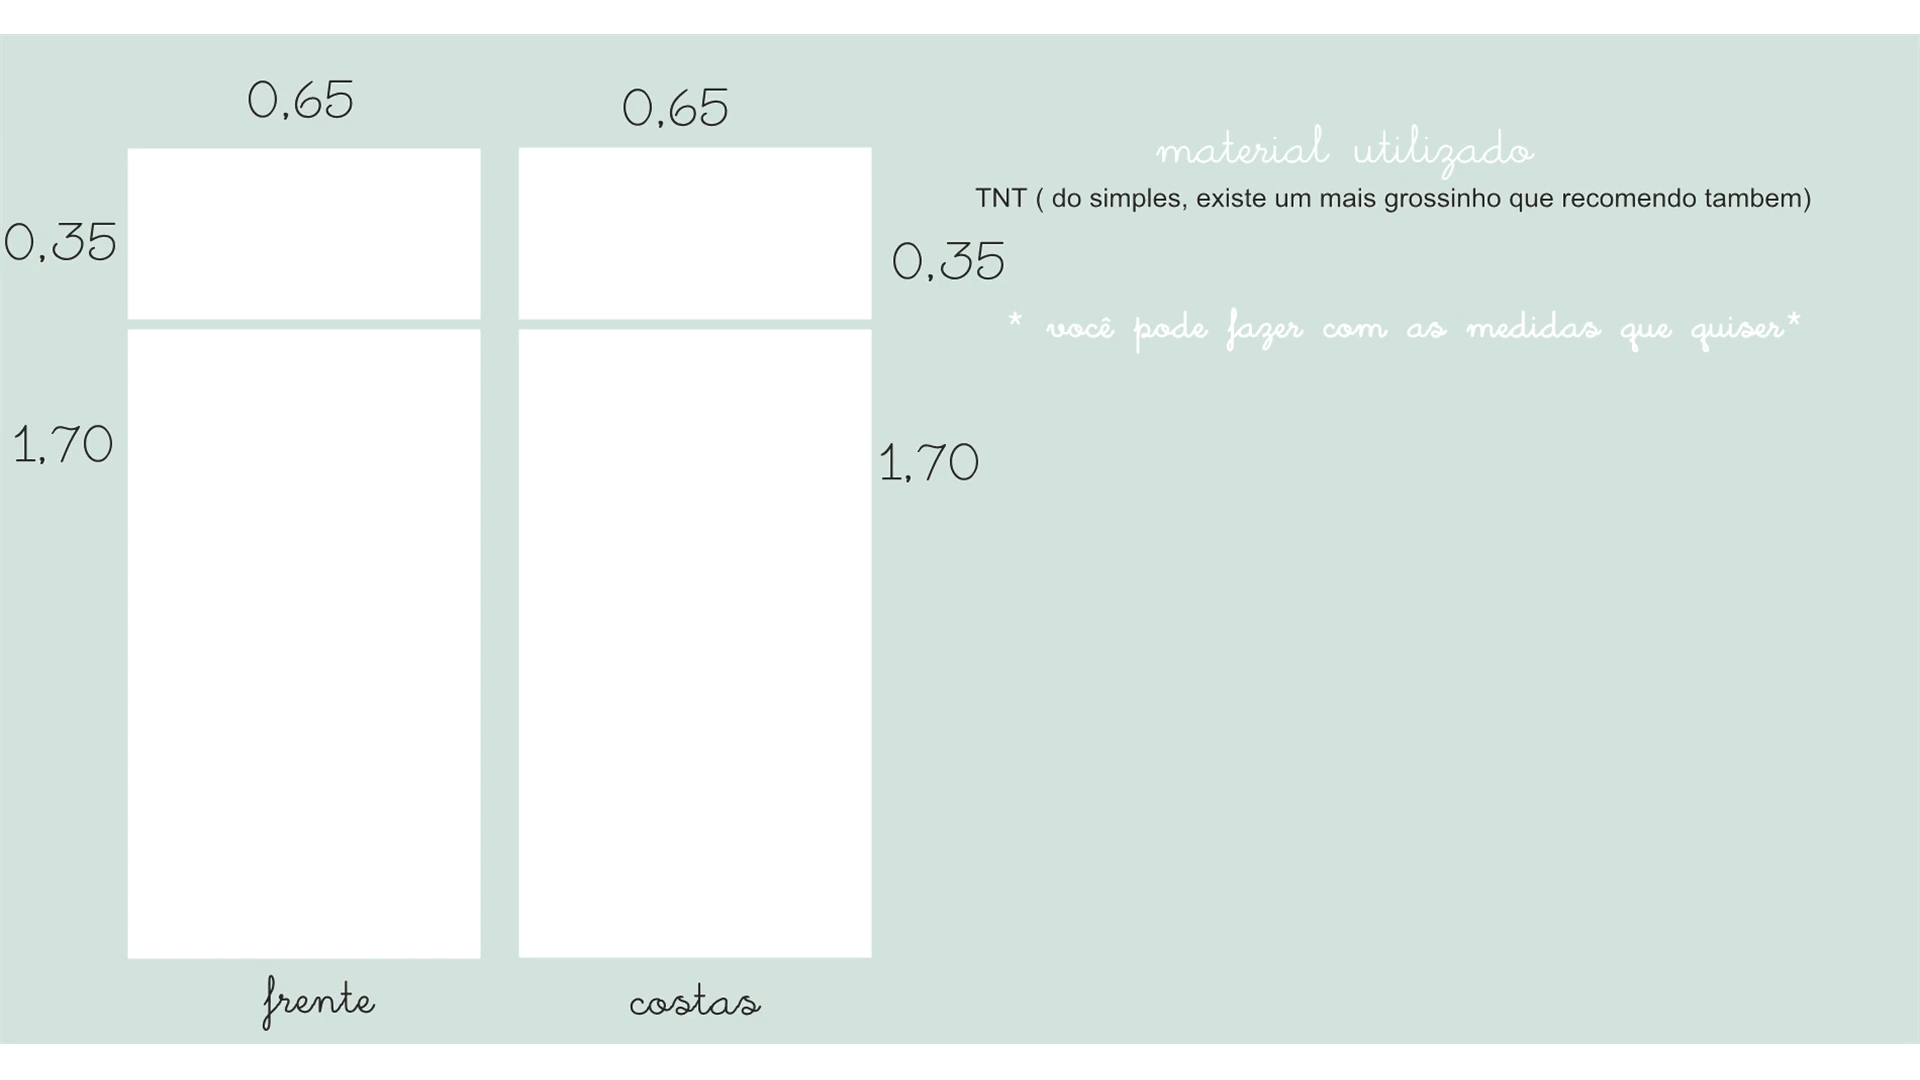 0,65
0,65
material utilizado
TNT ( do simples, existe um mais grossinho que recomendo tambem)
0,35
0,35
* você pode fazer com as medidas que quiser*
1,70
1,70
frente
costas